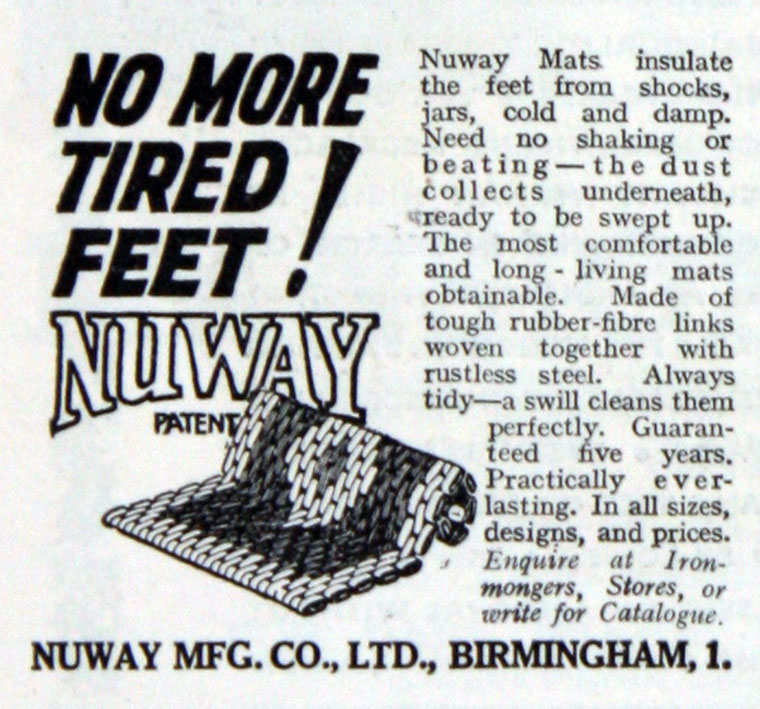 NO MORE
TIRED
FEET!
NUWAY
PATENT
Nuway Mats insulate
the feet from shocks,
jars, cold and damp.
Need no shaking or
beating—the dust
collects underneath,
ready to be swept up.
The most comfortable
and long-living mats
obtainable. Made of
tough rubber-fibre links
woven together with
rustless steel. Always
tidy—a swill cleans them
perfectly. Guaran-
teed five years.
Practically ever-
lasting. In all sizes,
designs, and prices.
Enquire at Iron-
mongers, Stores, or
write for Catalogue.
NUWAY MFG. CO., LTD., BIRMINGHAM, 1.